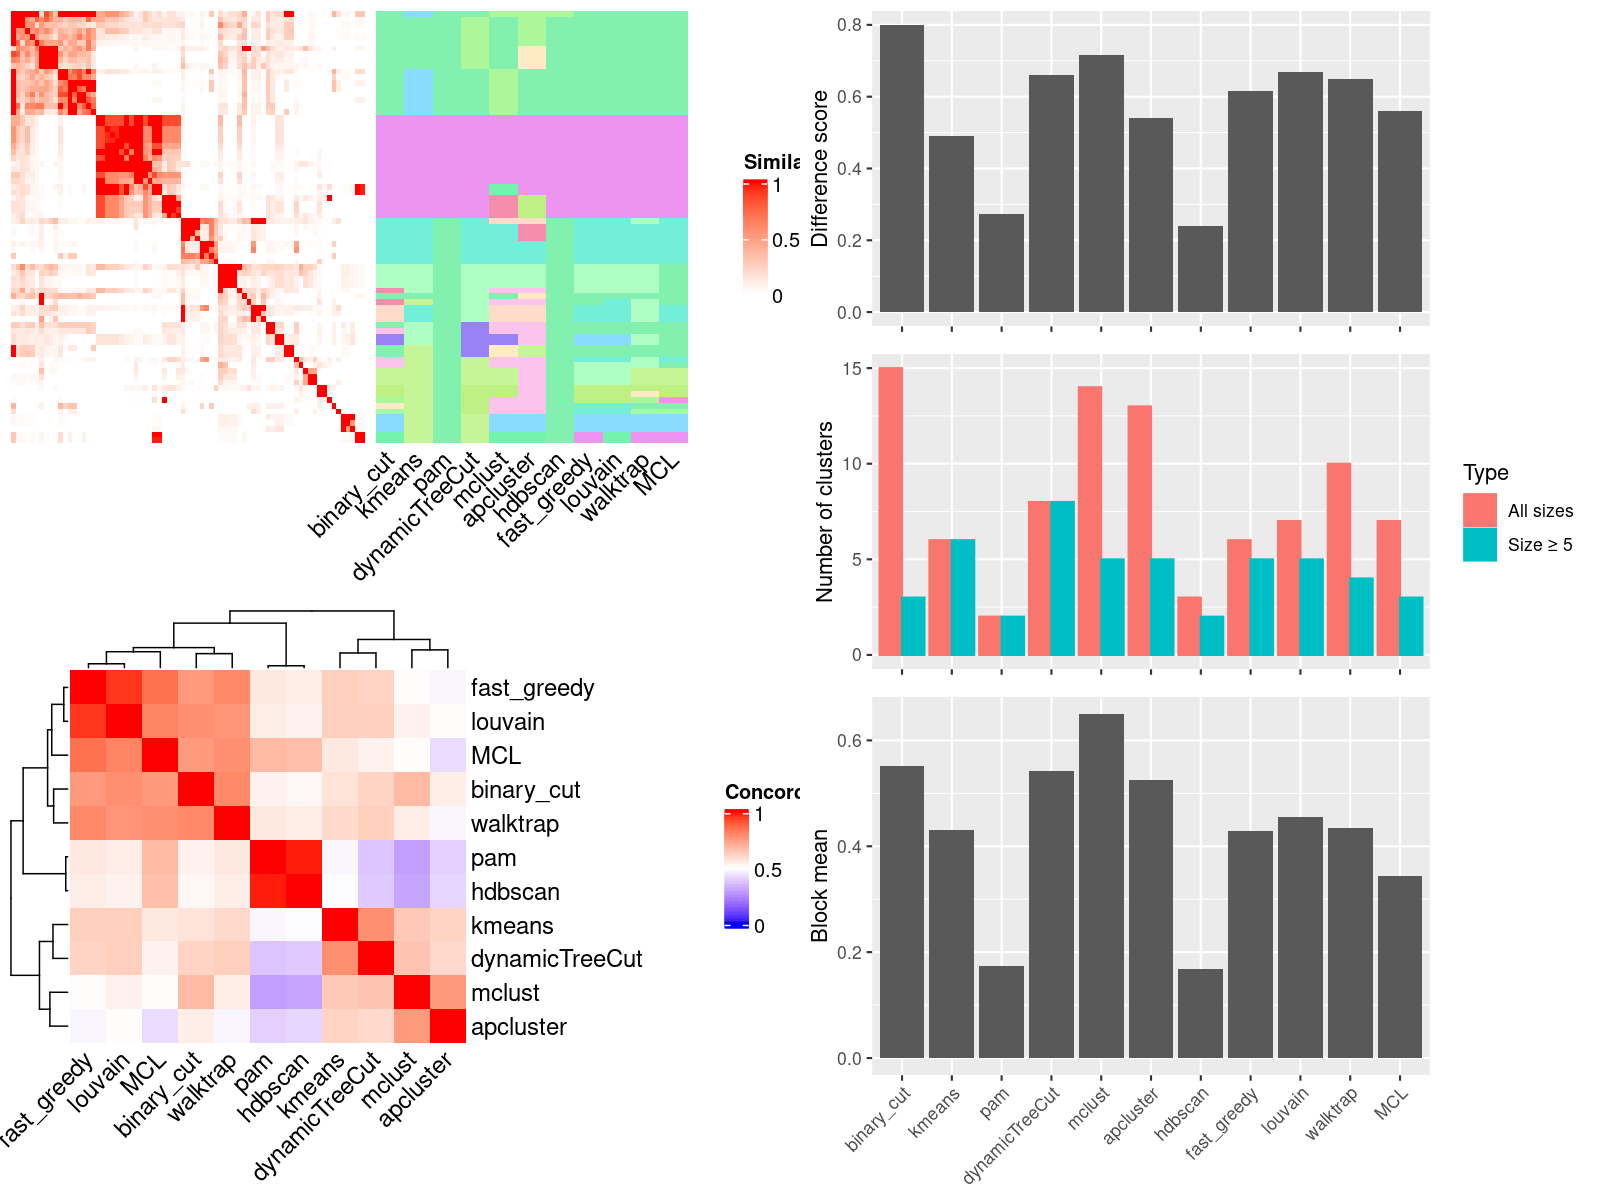 Simila
1
0.5
0
binary_cut
kmeans
pam
dynamicTreeCut
mclust
apcluster
hdbscan
fast_greedy
louvain
walktrap
MCL
fast_greedy
louvain
MCL
binary_cut
walktrap
pam
hdbscan
kmeans
dynamicTreeCut
mclust
apcluster
fast_greedy
louvain
MCL
binary_cut
walktrap
pam
hdbscan
kmeans
dynamicTreeCut
mclust
apcluster
Concord
1
0.5
0
Difference score
0.8
0.6
0.4
0.2
0.0
Number of clusters
15
10
5
0
Type
All sizes
Size ≥ 5
Block mean
0.6
0.4
0.2
0.0
binary_cut
kmeans
pam
dynamicTreeCut
mclust
apcluster
hdbscan
fast_greedy
louvain
walktrap
MCL